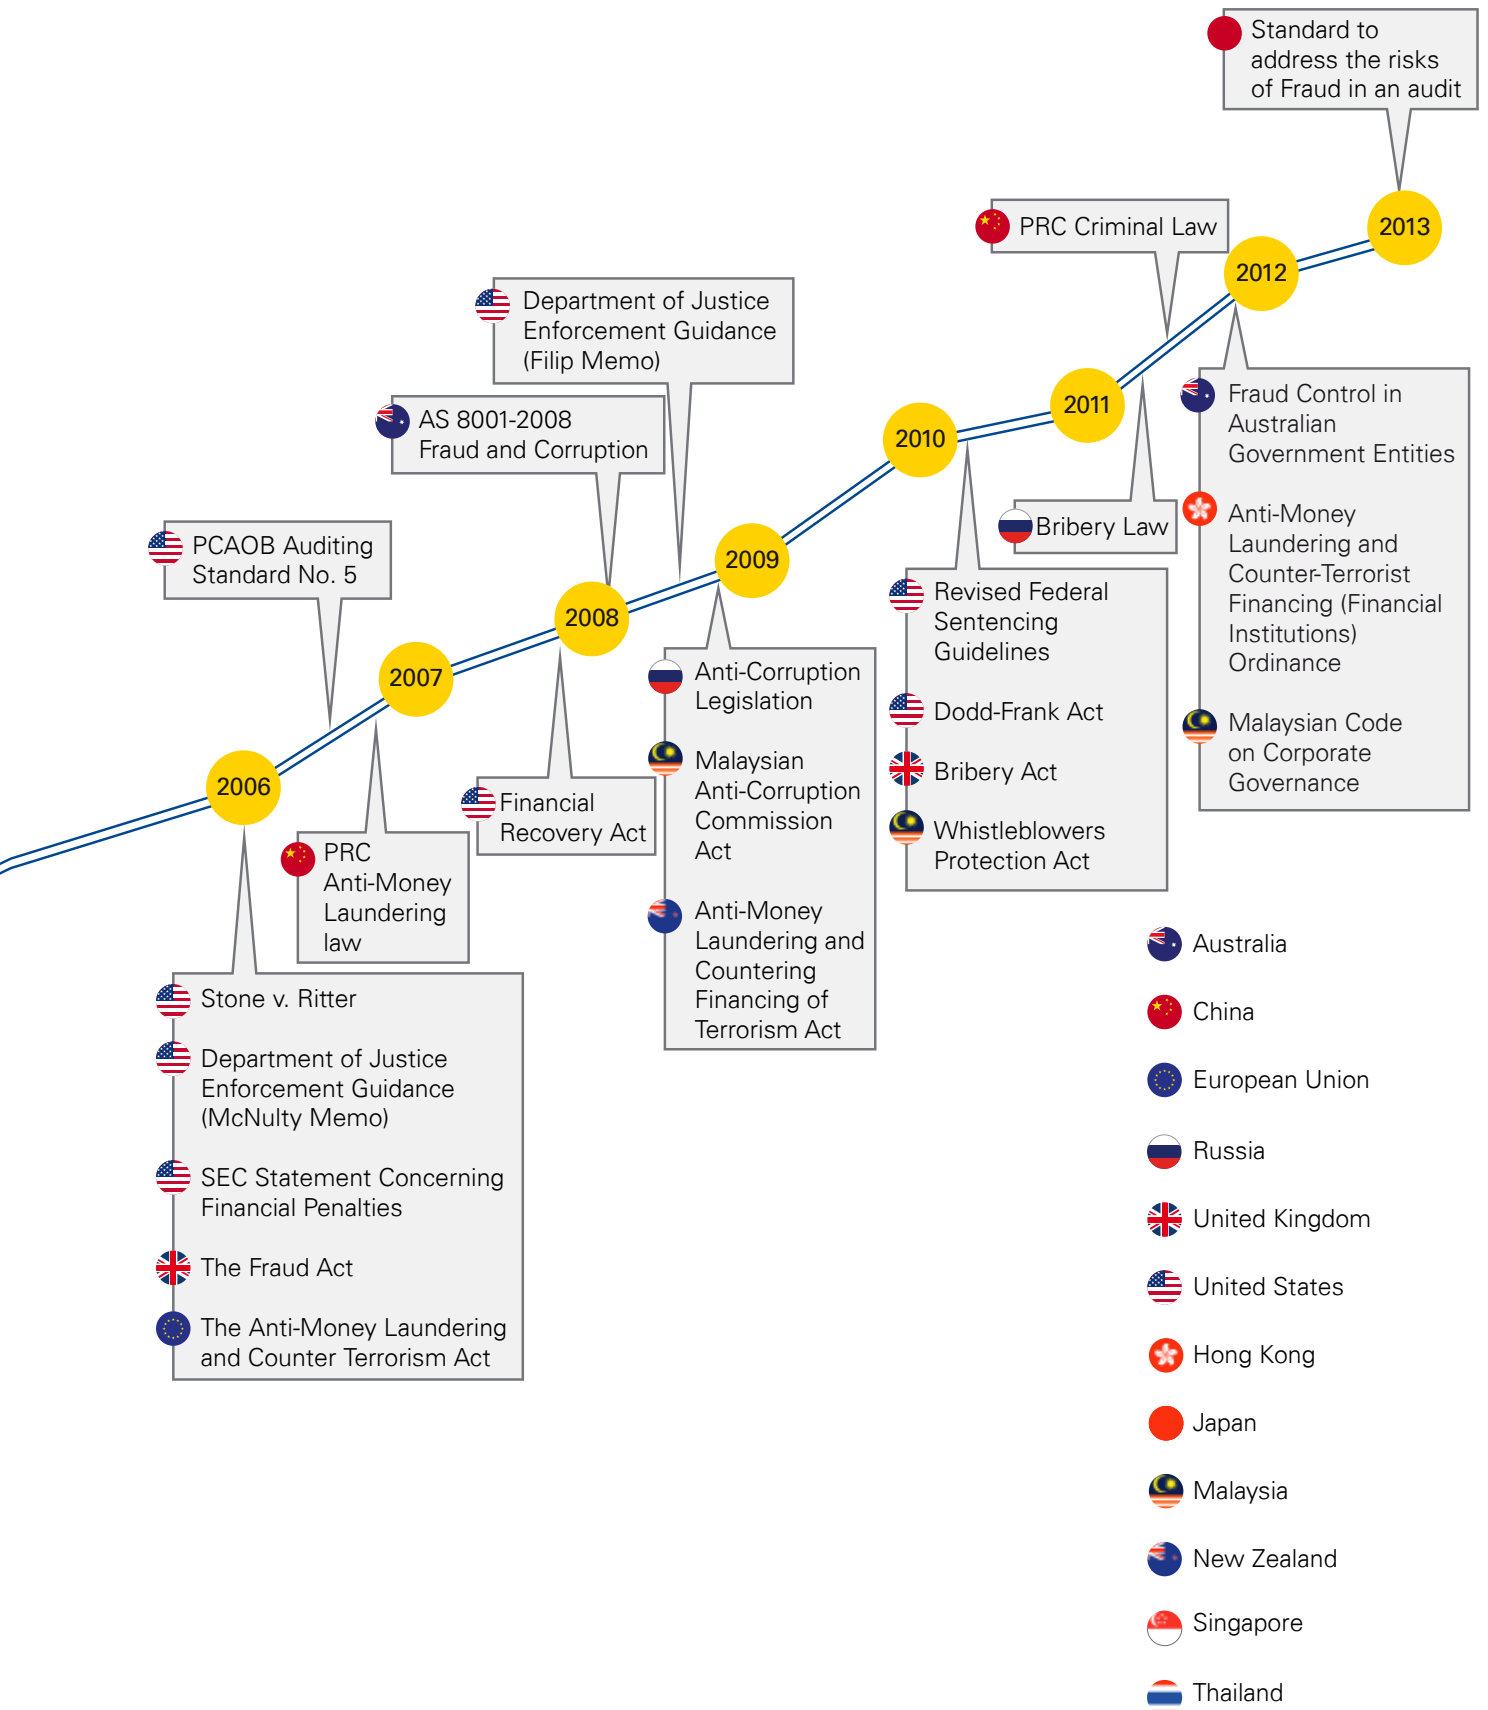 Standard to
address the risks
of Fraud in an audit
2013
PRC Criminal Law
2012
Department of Justice
Enforcement Guidance
(Filip Memo)
Fraud Control in
Australian
Government Entities
Anti-Money
Laundering and
Counter-Terrorist
Financing (Financial
Institutions)
Ordinance
Malaysian Code
on Corporate
Governance
2011
AS 8001-2008
Fraud and Corruption
2010
Bribery Law
PCAOB Auditing
Standard No. 5
2009
Revised Federal
Sentencing
Guidelines
Dodd-Frank Act
Bribery Act
Whistleblowers
Protection Act
2008
Anti-Corruption
Legislation
Malaysian
Anti-Corruption
Commission
Act
Anti-Money
Laundering and
Countering
Financing of
Terrorism Act
2007
Financial
Recovery Act
2006
PRC
Anti-Money
Laundering
law
Stone v. Ritter
Department of Justice
Enforcement Guidance
(McNulty Memo)
SEC Statement Concerning
Financial Penalties
The Fraud Act
The Anti-Money Laundering
and Counter Terrorism Act
Australia
China
European Union
Russia
United Kingdom
United States
Hong Kong
Japan
Malaysia
New Zealand
Singapore
Thailand